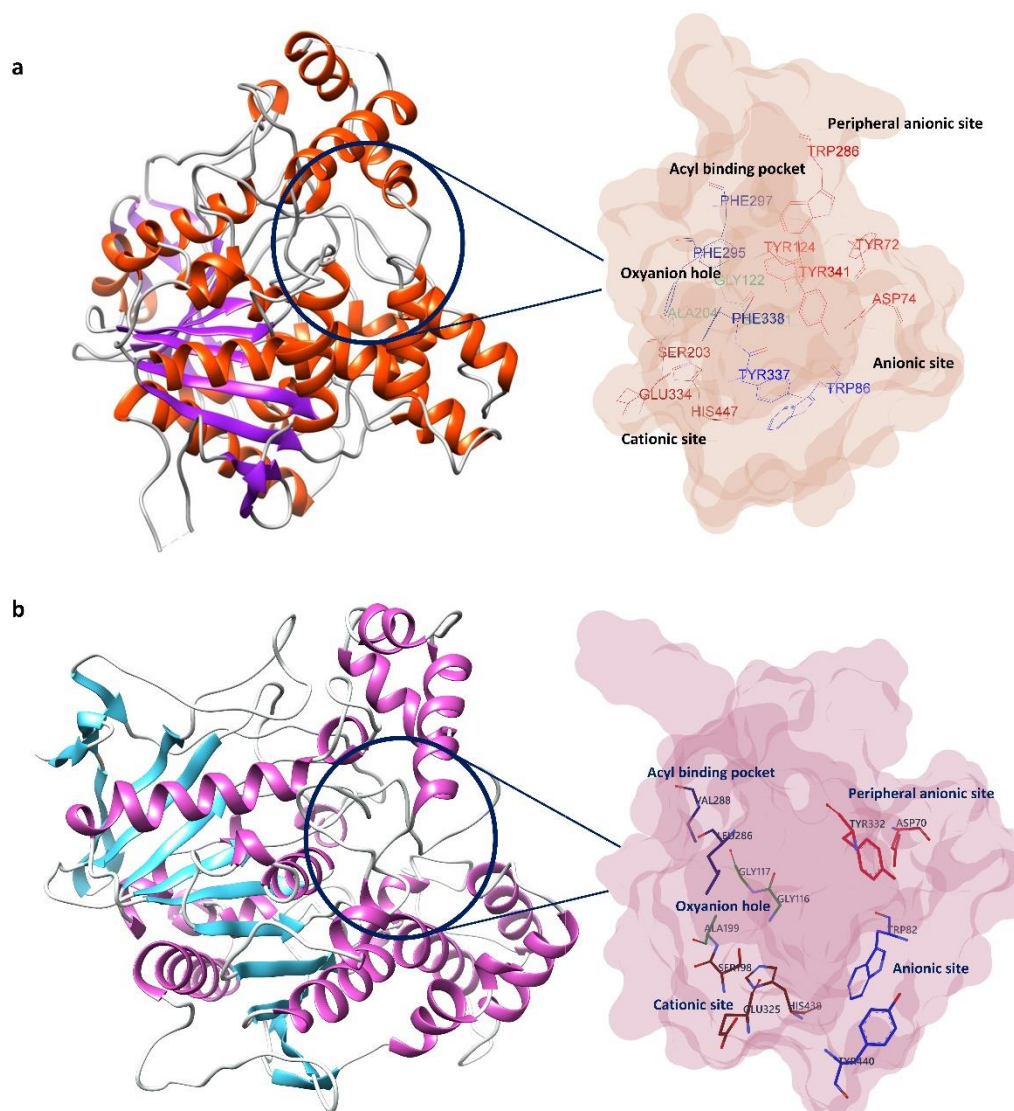 a
Peripheral anionic site
TRP286
Acyl binding pocket
PHE297
PHE295
TYR124
TYR72
Oxyanion hole
GLY122
TYR341
ALA204
PHE338
ASP74
SER203
Anionic site
TYR337
TRP86
GLU334
HIS447
Cationic site
b
Acyl binding pocket
VAL288
Peripheral anionic site
TYR332
ASP70
LEU286
GLY117
GLY116
Oxyanion hole
ALA199
TRP82
SER198
Anionic site
Cationic site
GLU325
HIS438
TYR440